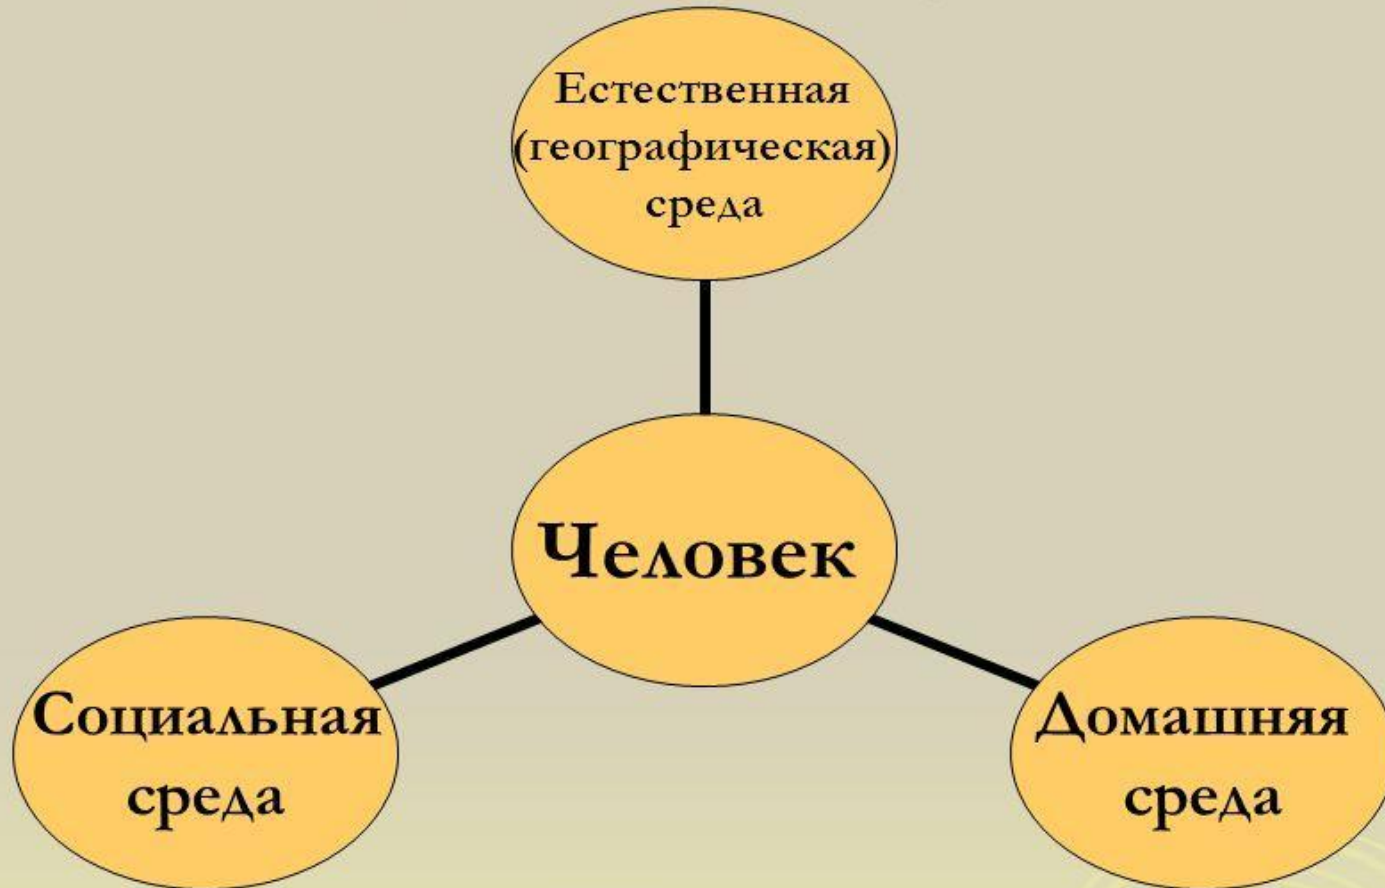 Естественная
(географическая)
среда
Человек
Социальная
среда
Домашняя
среда